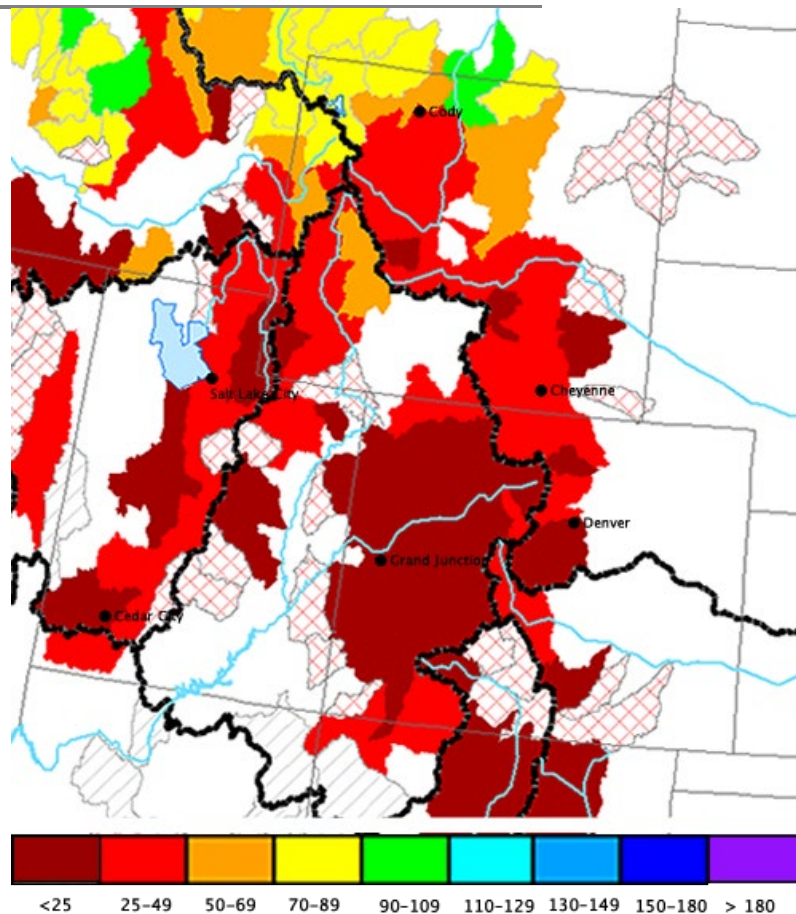 Cody
Salt Lake City
Cheyenne
Denver
Grand Junction
Cedar City
<25 25-49 50-69 70-89 90-109 110-129 130-149 150-180 > 180